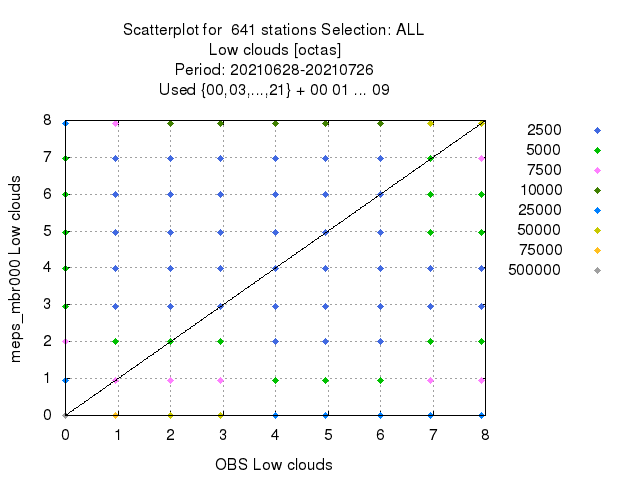 Scatterplot for  641 stations Selection: ALL
Low clouds [octas]
Period: 20210628-20210726
Used {00,03,...,21} + 00 01 ... 09
8
7
6
5
4
3
2
1
0
meps_mbr000 Low clouds
0 1 2 3 4 5 6 7 8
OBS Low clouds
2500
5000
7500
10000
25000
50000
75000
500000